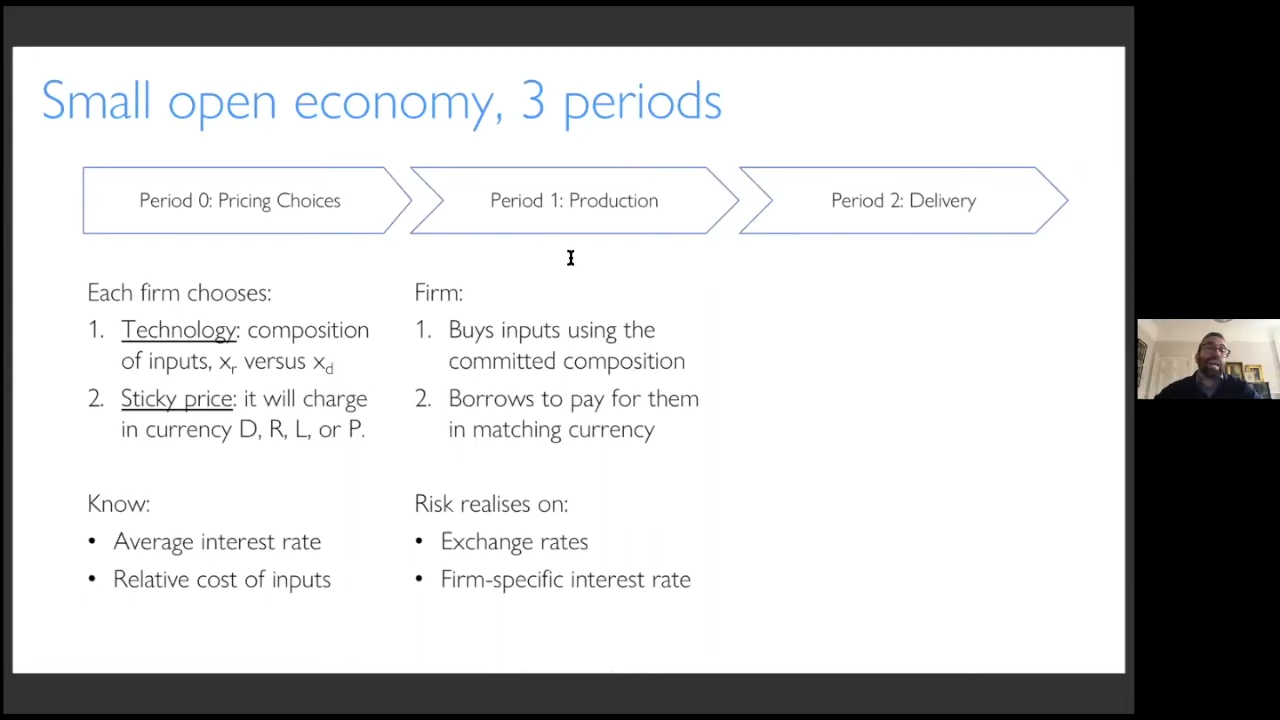 Small open economy, 3 periods
Period 0: Pricing Choices
Period 1: Production
Period 2: Delivery
Each firm chooses:
1. Technology: composition
of inputs, xr versus xd
2. Sticky price: it will charge
in currency D, R, L, or P.
Know:
• Average interest rate
• Relative cost of inputs
Firm:
1. Buys inputs using the
committed composition
2. Borrows to pay for them
in matching currency
Risk realises on:
• Exchange rates
• Firm-specific interest rate